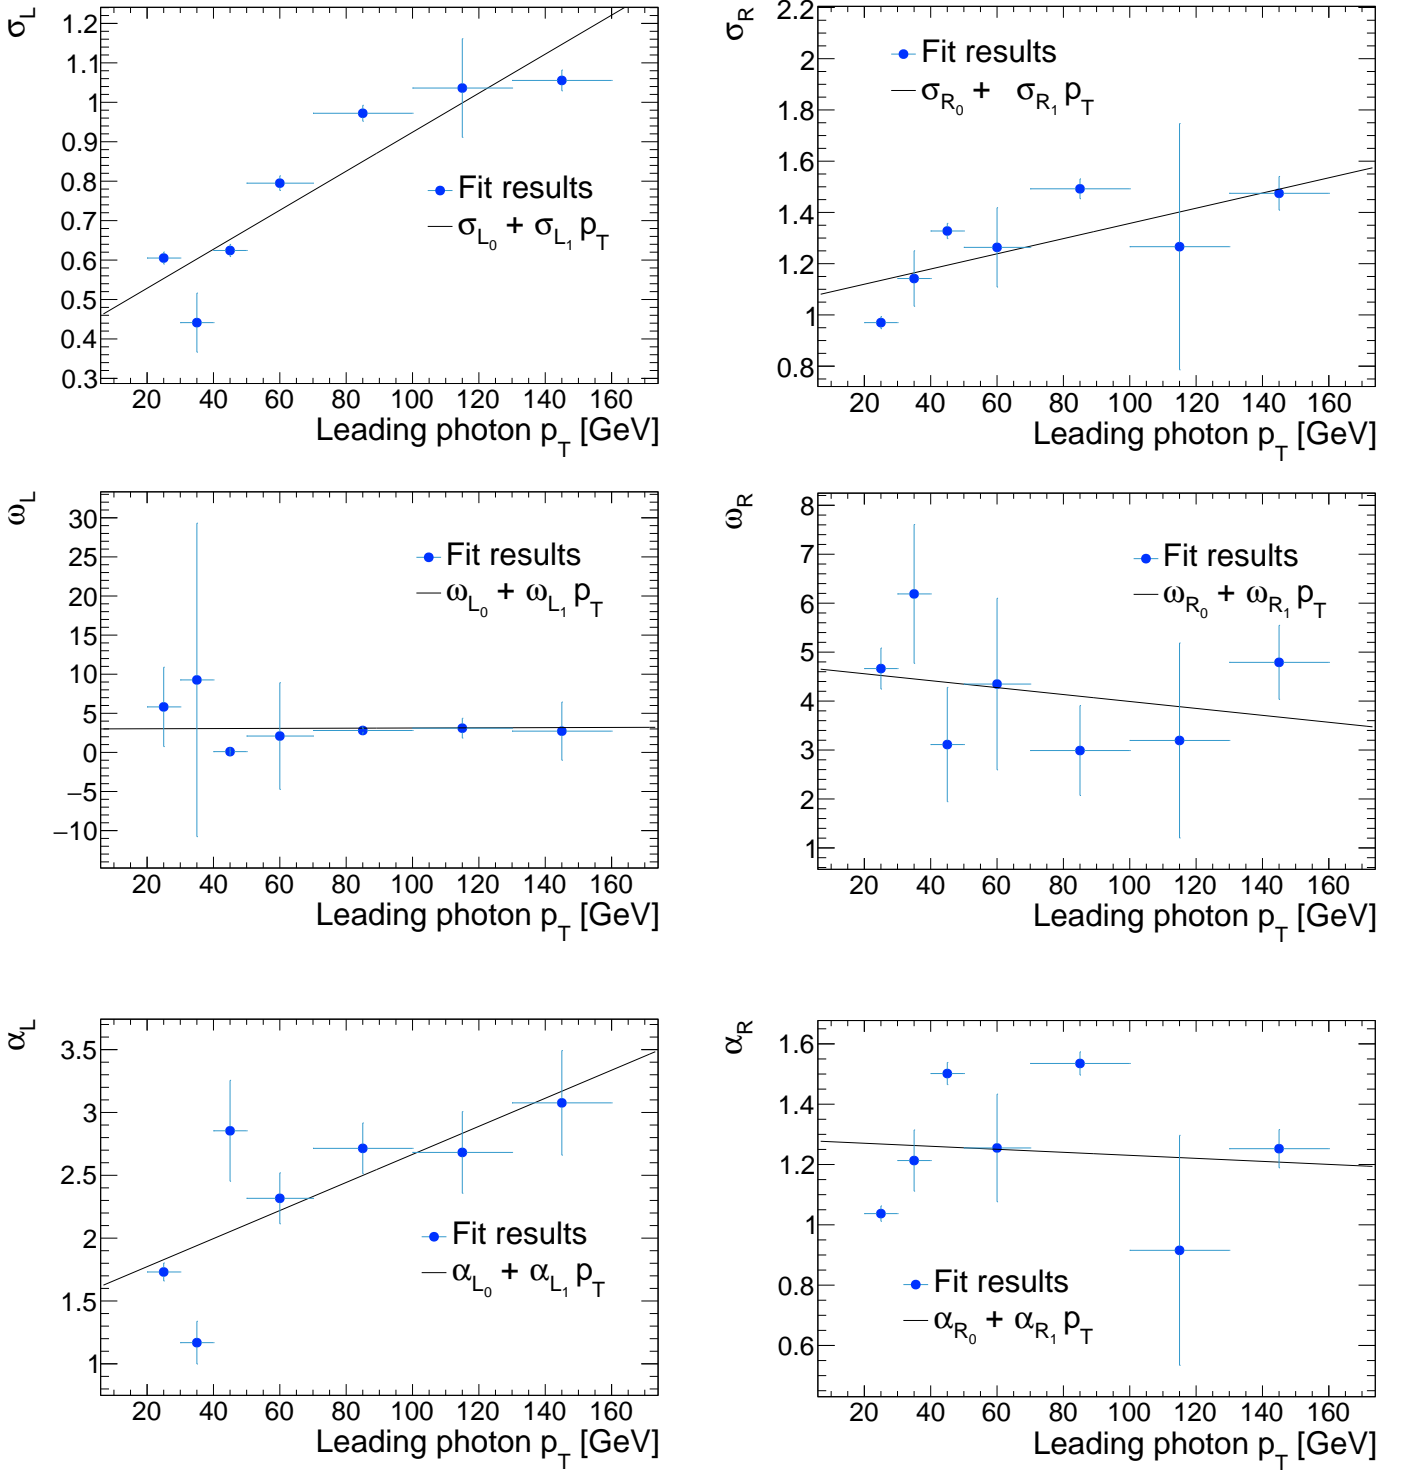 σL
1.2
1.1
1
0.9
0.8
0.7
0.6
0.5
0.4
0.3
Fit results
σL0 + σL1 pT
20 40 60 80 100 120 140 160
Leading photon pT [GeV]
σR
2.2
2
1.8
1.6
1.4
1.2
1
0.8
Fit results
σR0 + σR1 pT
20 40 60 80 100 120 140 160
Leading photon pT [GeV]
ωL
30
25
20
15
10
5
0
−5
−10
Fit results
ωL0 + ωL1 pT
20 40 60 80 100 120 140 160
Leading photon pT [GeV]
ωR
8
7
6
5
4
3
2
1
Fit results
ωR0 + ωR1 pT
20 40 60 80 100 120 140 160
Leading photon pT [GeV]
αL
3.5
3
2.5
2
1.5
1
Fit results
αL0 + αL1 pT
20 40 60 80 100 120 140 160
Leading photon pT [GeV]
αR
1.6
1.4
1.2
1
0.8
0.6
Fit results
αR0 + αR1 pT
20 40 60 80 100 120 140 160
Leading photon pT [GeV]